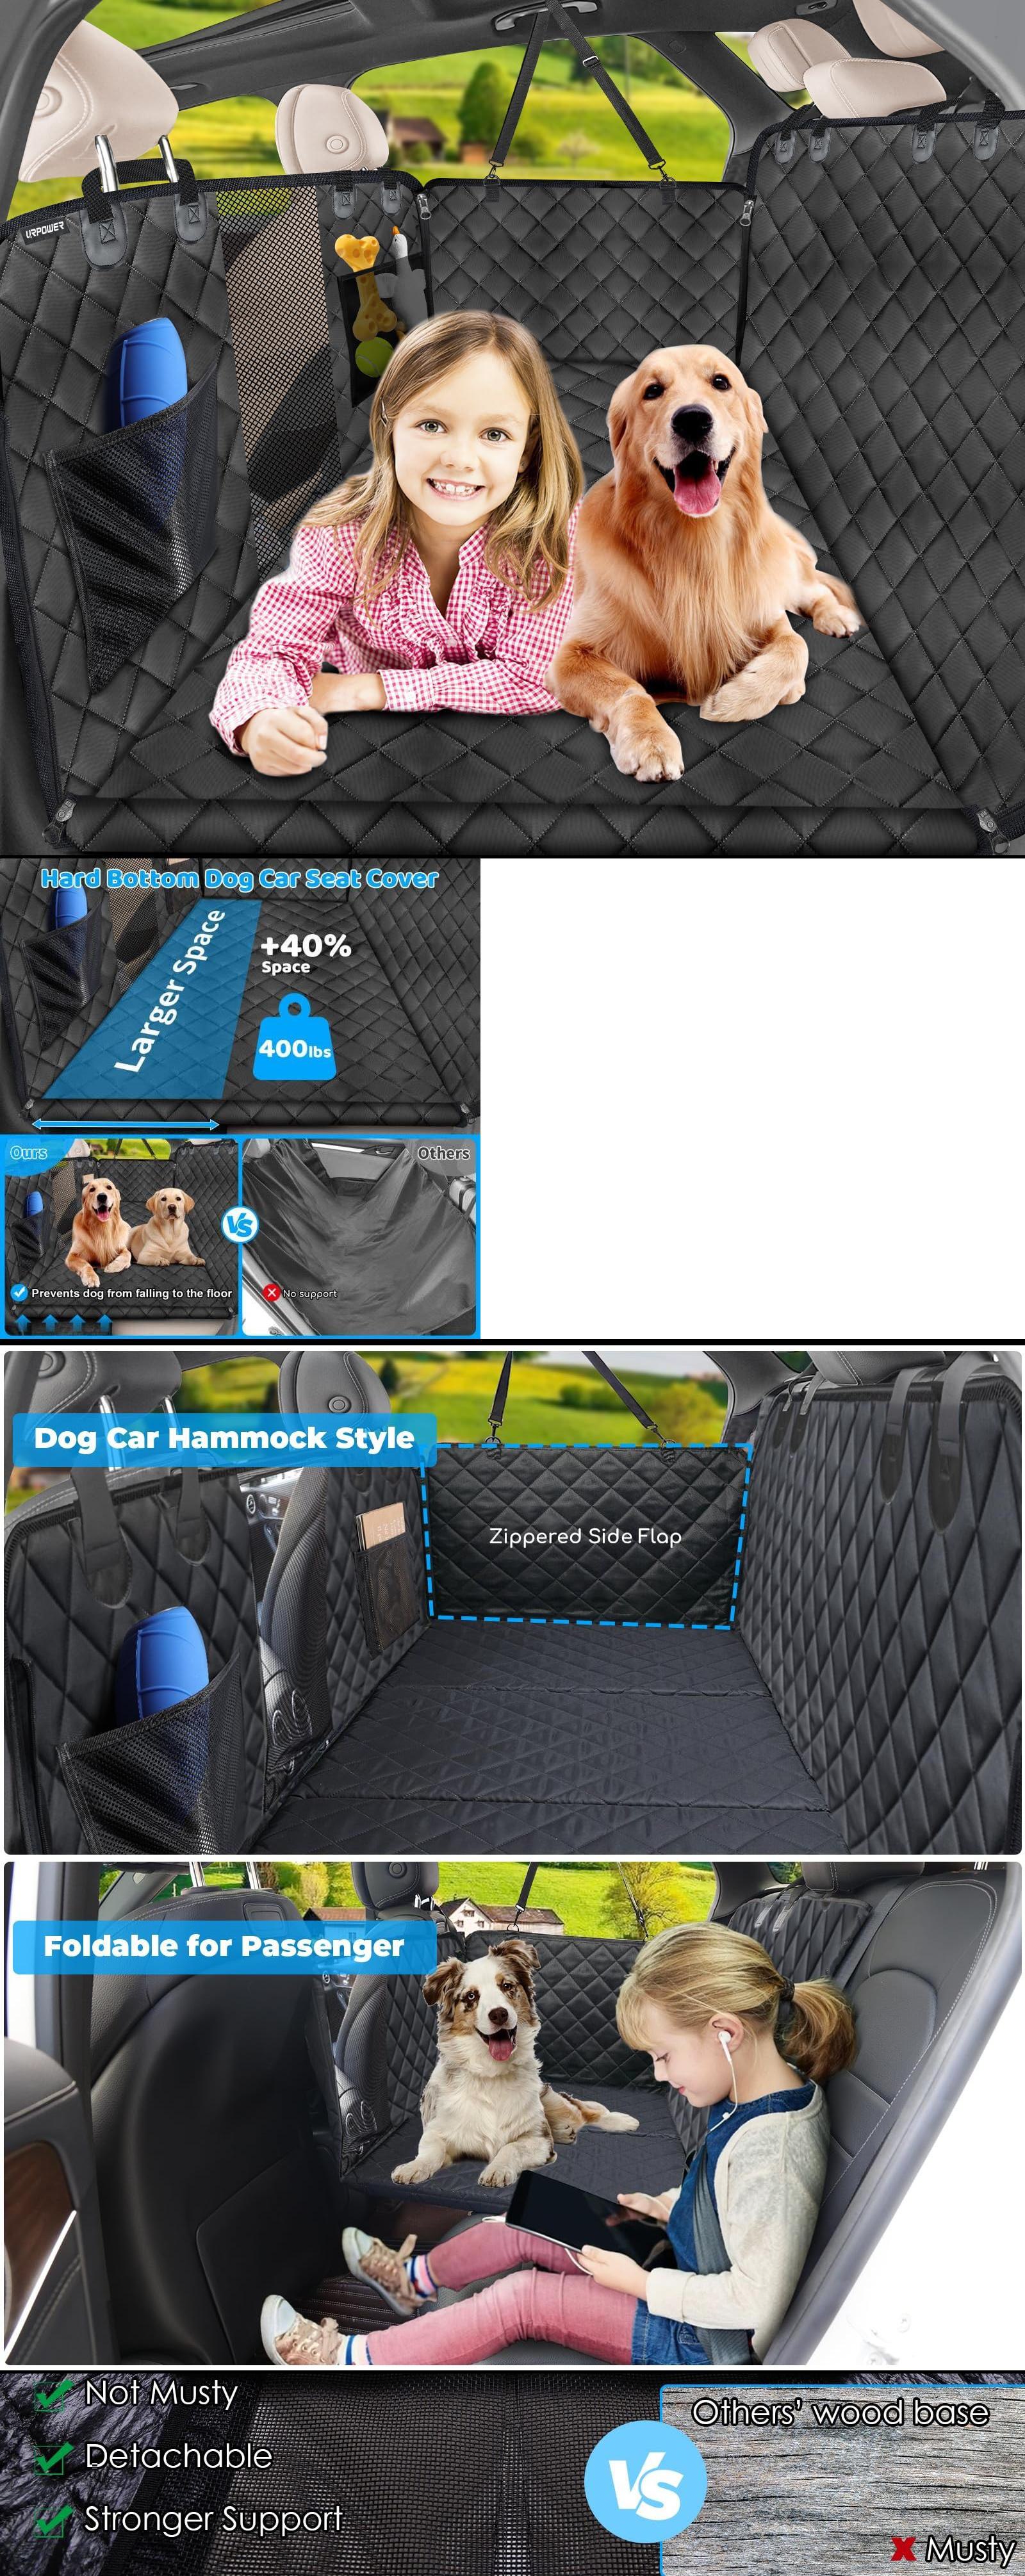 URPOWER
Hard Bottom Dog Car Seat Cover
Larger Space
+40%
Space
400lbs
Ours
Others
VS
Prevents dog from falling to the floor
No support
Dog Car Hammock Style
Zippered Side Flap
Foldable for Passenger
Not Musty
Detachable
Stronger Support
VS
Others' wood base
X Musty